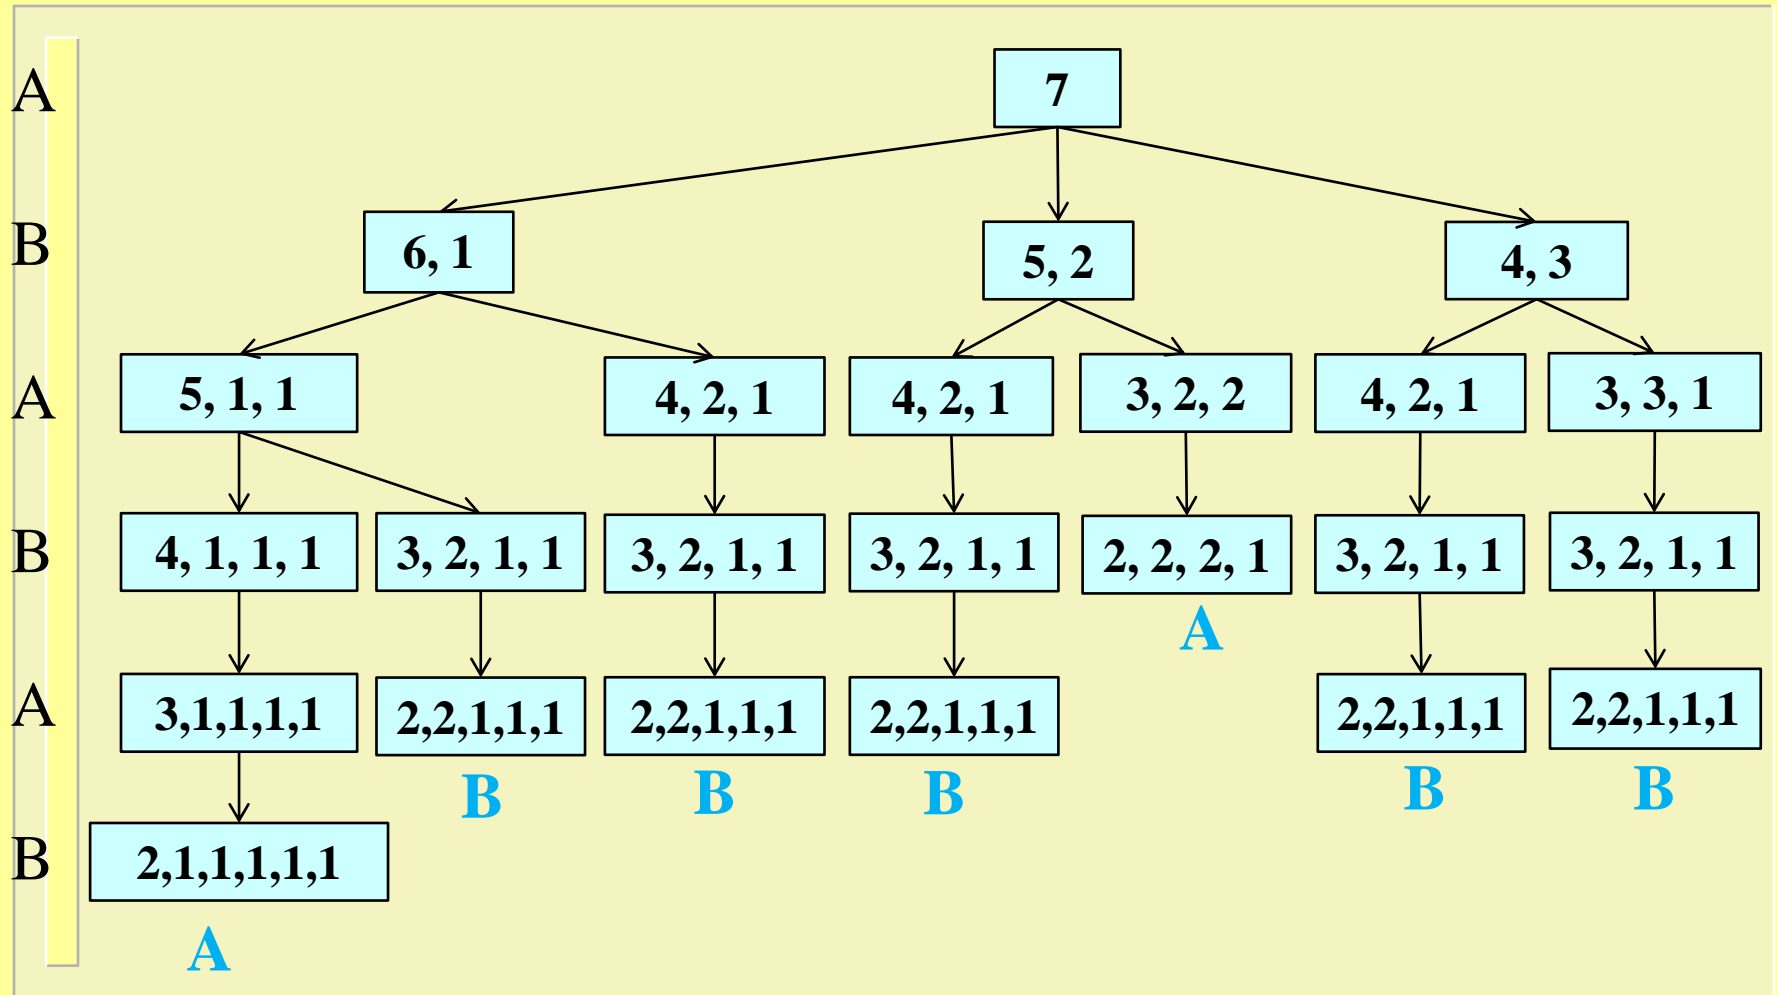 A
7
B
6, 1
5, 2
4, 3
A
5, 1, 1
4, 2, 1
4, 2, 1
3, 2, 2
4, 2, 1
3, 3, 1
B
4, 1, 1, 1
3, 2, 1, 1
3, 2, 1, 1
3, 2, 1, 1
2, 2, 2, 1
3, 2, 1, 1
3, 2, 1, 1
A
A
3,1,1,1,1
2,2,1,1,1
2,2,1,1,1
2,2,1,1,1
2,2,1,1,1
2,2,1,1,1
B
B
B
B
B
B
2,1,1,1,1,1
A